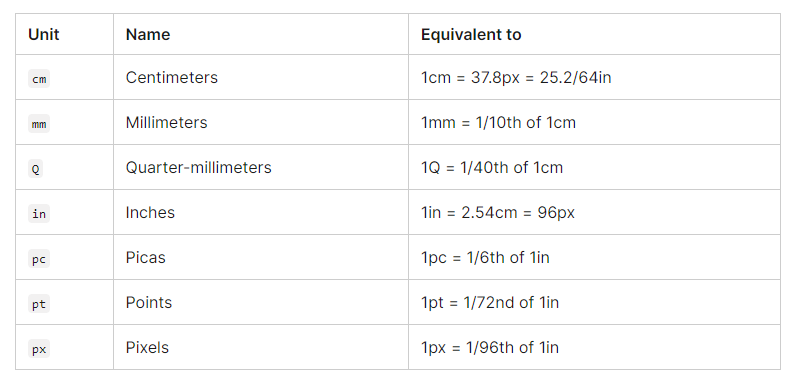 Unit Name Equivalent to
cm Centimeters 1cm = 37.8px = 25.2/64in
mm Millimeters 1mm = 1/10th of 1cm
Q Quarter-millimeters 1Q = 1/40th of 1cm
in Inches 1in = 2.54cm = 96px
pc Picas 1pc = 1/6th of 1in
pt Points 1pt = 1/72nd of 1in
px Pixels 1px = 1/96th of 1in